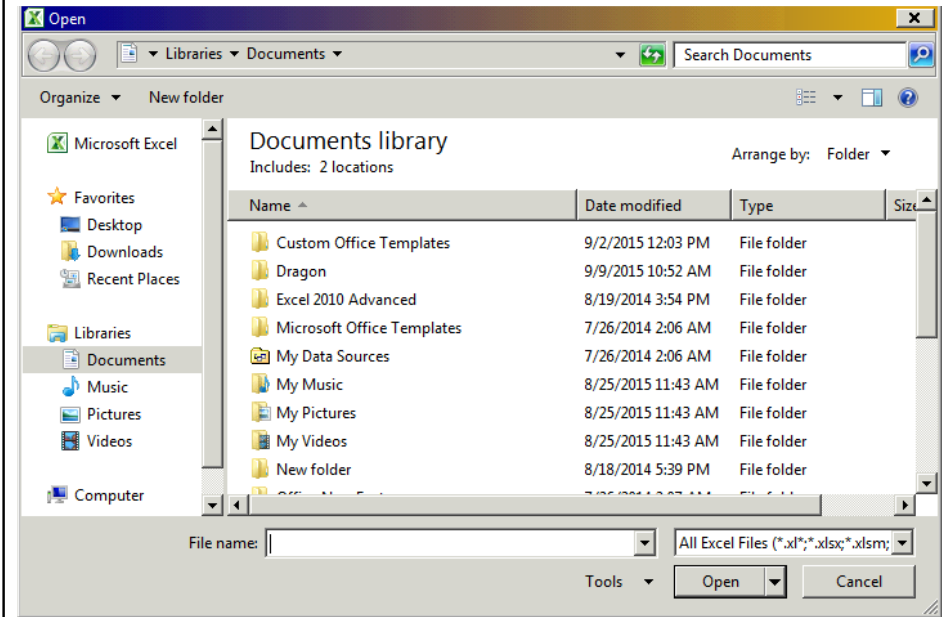 Open
Libraries Documents
Search Documents
Organize New folder
Microsoft Excel
Favorites
Desktop
Downloads
Recent Places
Libraries
Documents
Music
Pictures
Videos
Computer
Documents library
Includes: 2 locations
Arrange by: Folder
Name Date modified Type Size
Custom Office Templates 9/2/2015 12:03 PM File folder
Dragon 9/9/2015 10:52 AM File folder
Excel 2010 Advanced 8/19/2014 3:54 PM File folder
Microsoft Office Templates 7/26/2014 2:06 AM File folder
My Data Sources 7/26/2014 2:06 AM File folder
My Music 8/25/2015 11:43 AM File folder
My Pictures 8/25/2015 11:43 AM File folder
My Videos 8/25/2015 11:43 AM File folder
New folder 8/18/2014 5:39 PM File folder
File name: All Excel Files (*.xl*;*.xlsx;*.xlsm;
Tools Open Cancel